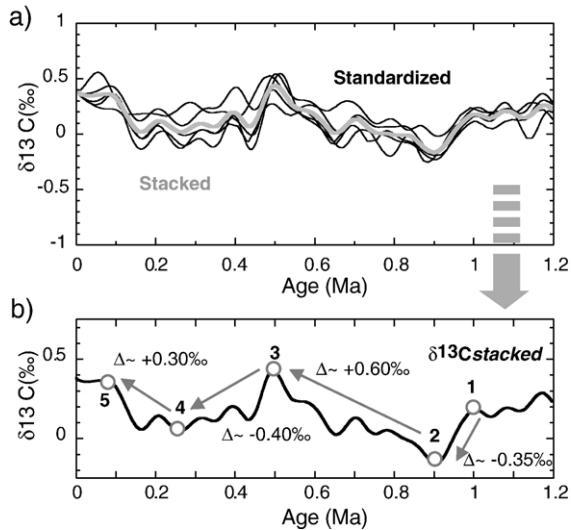 a)
1
0.5
0
-0.5
-1
δ13 C(‰)
Standardized
Stacked
0 0.2 0.4 0.6 0.8 1 1.2
Age (Ma)
b)
0.5
0
δ13 C(‰)
Δ~ +0.30‰
3
δ13Cstacked
Δ~ +0.60‰
1
5
4
2
Δ~ -0.40‰
Δ~ -0.35‰
0 0.2 0.4 0.6 0.8 1 1.2
Age (Ma)